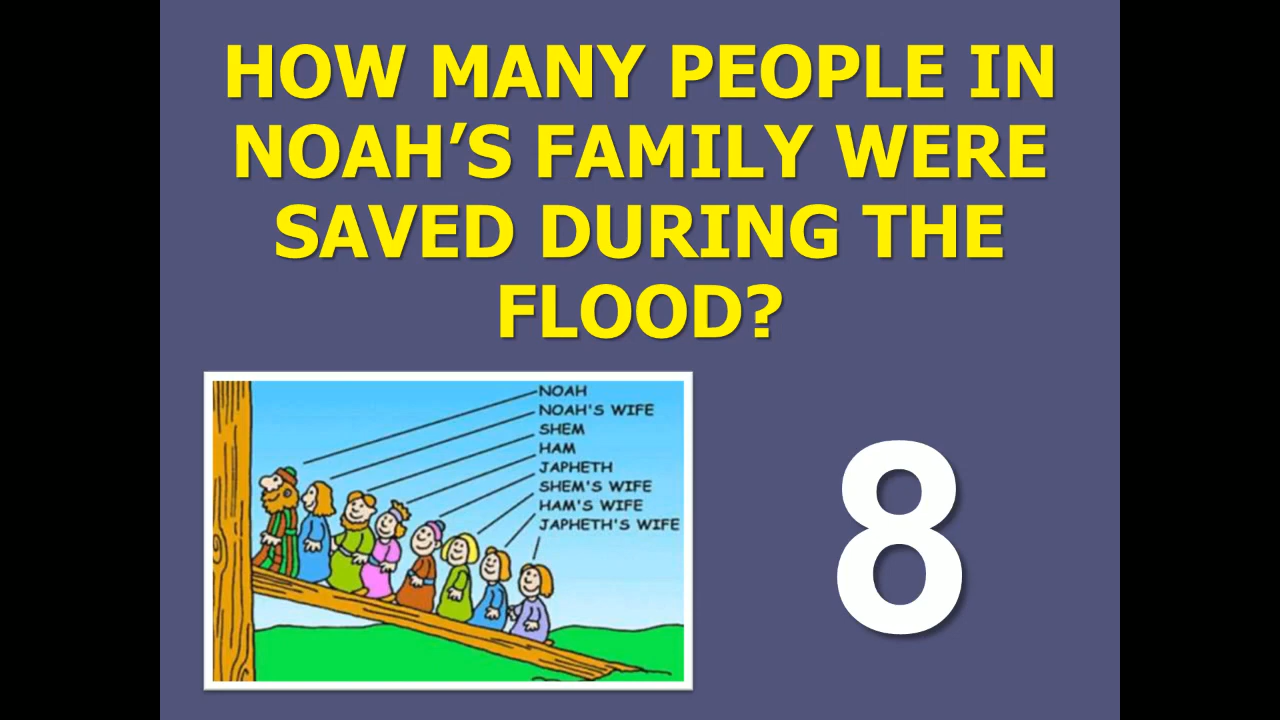 HOW MANY PEOPLE IN
NOAH’S FAMILY WERE
SAVED DURING THE
FLOOD?
NOAH
NOAH'S WIFE
SHEM
HAM
JAPHETH
SHEM'S WIFE
HAM'S WIFE
JAPHETH'S WIFE
8